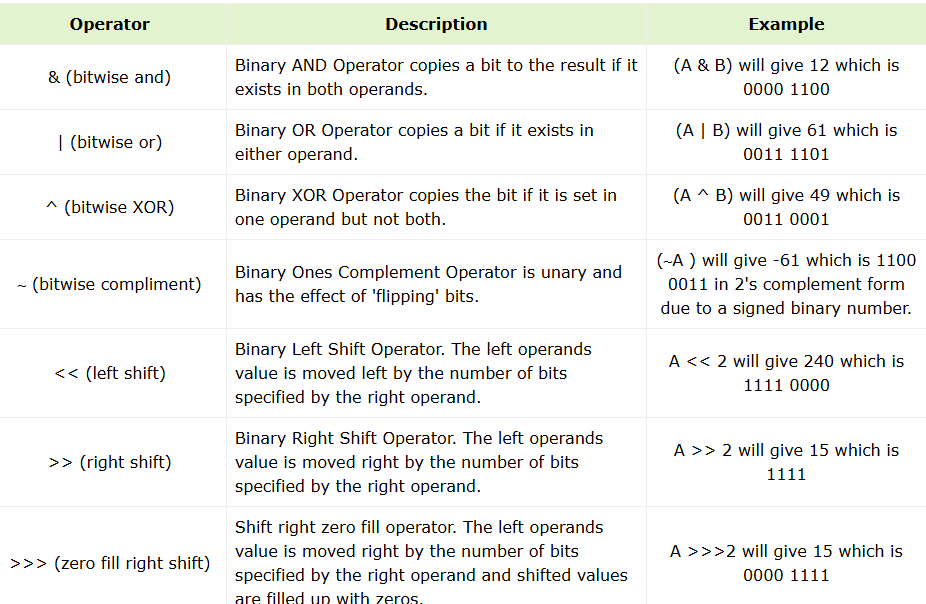 Operator Description Example
& (bitwise and)
Binary AND Operator copies a bit to the result if it
exists in both operands.
(A & B) will give 12 which is
0000 1100
| (bitwise or)
Binary OR Operator copies a bit if it exists in
either operand.
(A | B) will give 61 which is
0011 1101
^ (bitwise XOR)
Binary XOR Operator copies the bit if it is set in
one operand but not both.
(A ^ B) will give 49 which is
0011 0001
~ (bitwise compliment)
Binary Ones Complement Operator is unary and
has the effect of 'flipping' bits.
(~A ) will give -61 which is 1100
0011 in 2's complement form
due to a signed binary number.
<< (left shift)
Binary Left Shift Operator. The left operands
value is moved left by the number of bits
specified by the right operand.
A << 2 will give 240 which is
1111 0000
>> (right shift)
Binary Right Shift Operator. The left operands
value is moved right by the number of bits
specified by the right operand.
A >> 2 will give 15 which is
1111
>>> (zero fill right shift)
Shift right zero fill operator. The left operands
value is moved right by the number of bits
specified by the right operand and shifted values
are filled up with zeros.
A >>>2 will give 15 which is
0000 1111